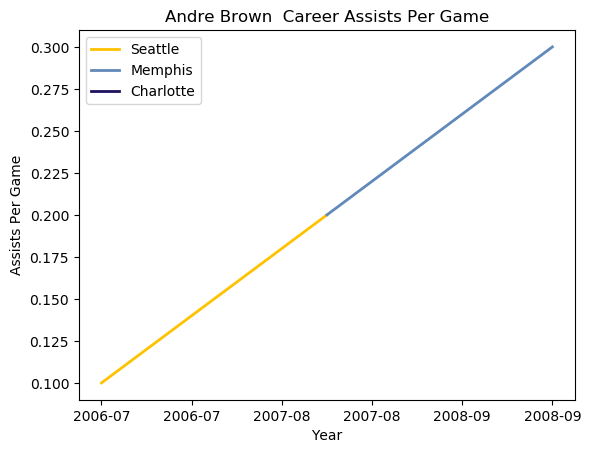 Andre Brown  Career Assists Per Game
Seattle
Memphis
Charlotte
Assists Per Game
0.300
0.275
0.250
0.225
0.200
0.175
0.150
0.125
0.100
2006-07 2006-07 2007-08 2007-08 2008-09 2008-09
Year